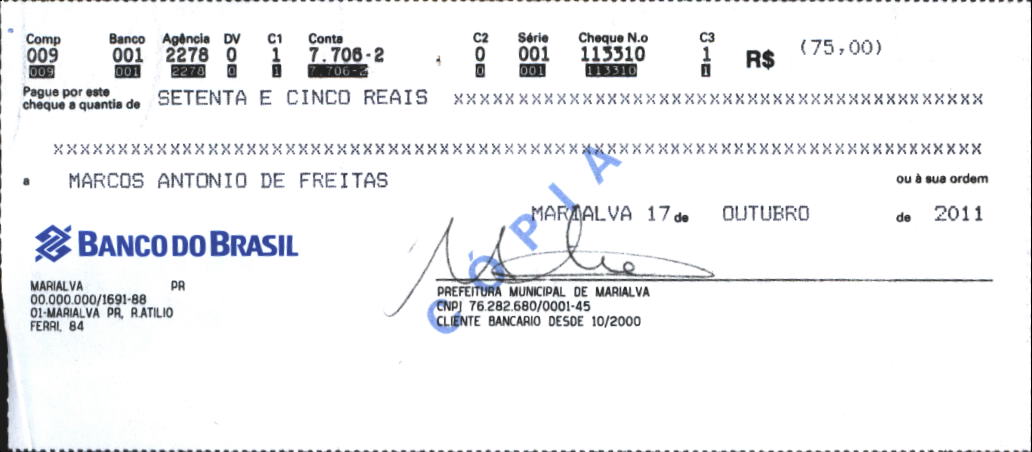 Comp Banco Agência DV C1 Conta C2 Série Cheque N.o C3
009 001 2278 0 1 7.706-2 0 001 113310 1 R$ (75,00)
009 001 2278 0 1 7.706-2 0 001 113310 1
Pague por este
cheque a quantia de SETENTA E CINCO REAIS xxxxxxxxxxxxxxxxxxxxxxxxxxxxxxxxxxxxxxxxx
xxxxxxxxxxxxxxxxxxxxxxxxxxxxxxxxxxxxxxxxxxxxxxxxxxxxxxxxxxxxxxxxxxxxxxxx
a MARCOS ANTONIO DE FREITAS ou à sua ordem
MARIALVA 17 de OUTUBRO de 2011
CÓPIA
BANCO DO BRASIL
MARIALVA PR
00.000.000/1691-88
01-MARIALVA PR, R.ATILIO
FERRI, 84
PREFEITURA MUNICIPAL DE MARIALVA
CNPJ 76.282.680/0001-45
CLIENTE BANCARIO DESDE 10/2000